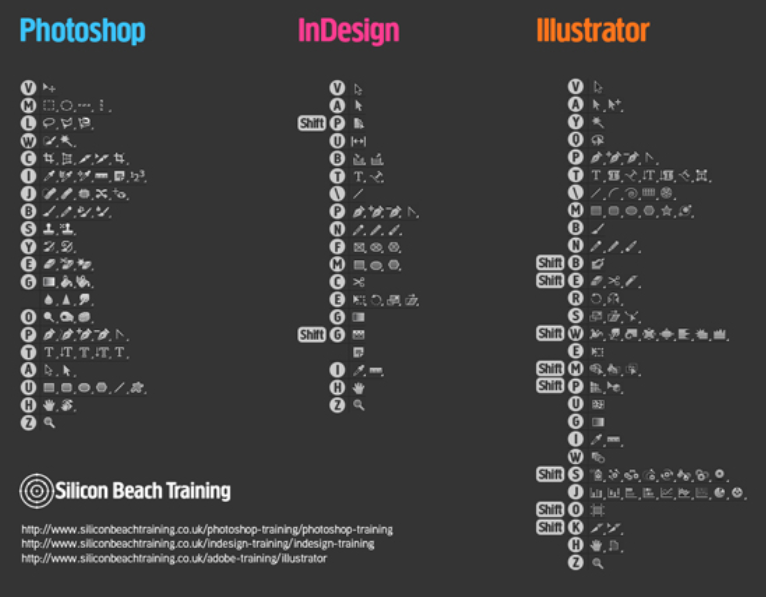 Photoshop
V
M
L
W
C
I
J
B
S
Y
E
G
O
P
T
A
U
H
Z
InDesign
V
A
Shift P
U
B
T
\
P
N
F
M
C
E
G
Shift G
I
H
Z
Illustrator
V
A
Y
Q
P
T
\
M
B
N
Shift B
Shift E
R
S
Shift W
E
Shift M
Shift P
U
G
I
W
Shift S
J
Shift O
Shift K
H
Z
Silicon Beach Training
http://www.siliconbeachtraining.co.uk/photoshop-training/photoshop-training
http://www.siliconbeachtraining.co.uk/indesign-training/indesign-training
http://www.siliconbeachtraining.co.uk/adobe-training/illustrator